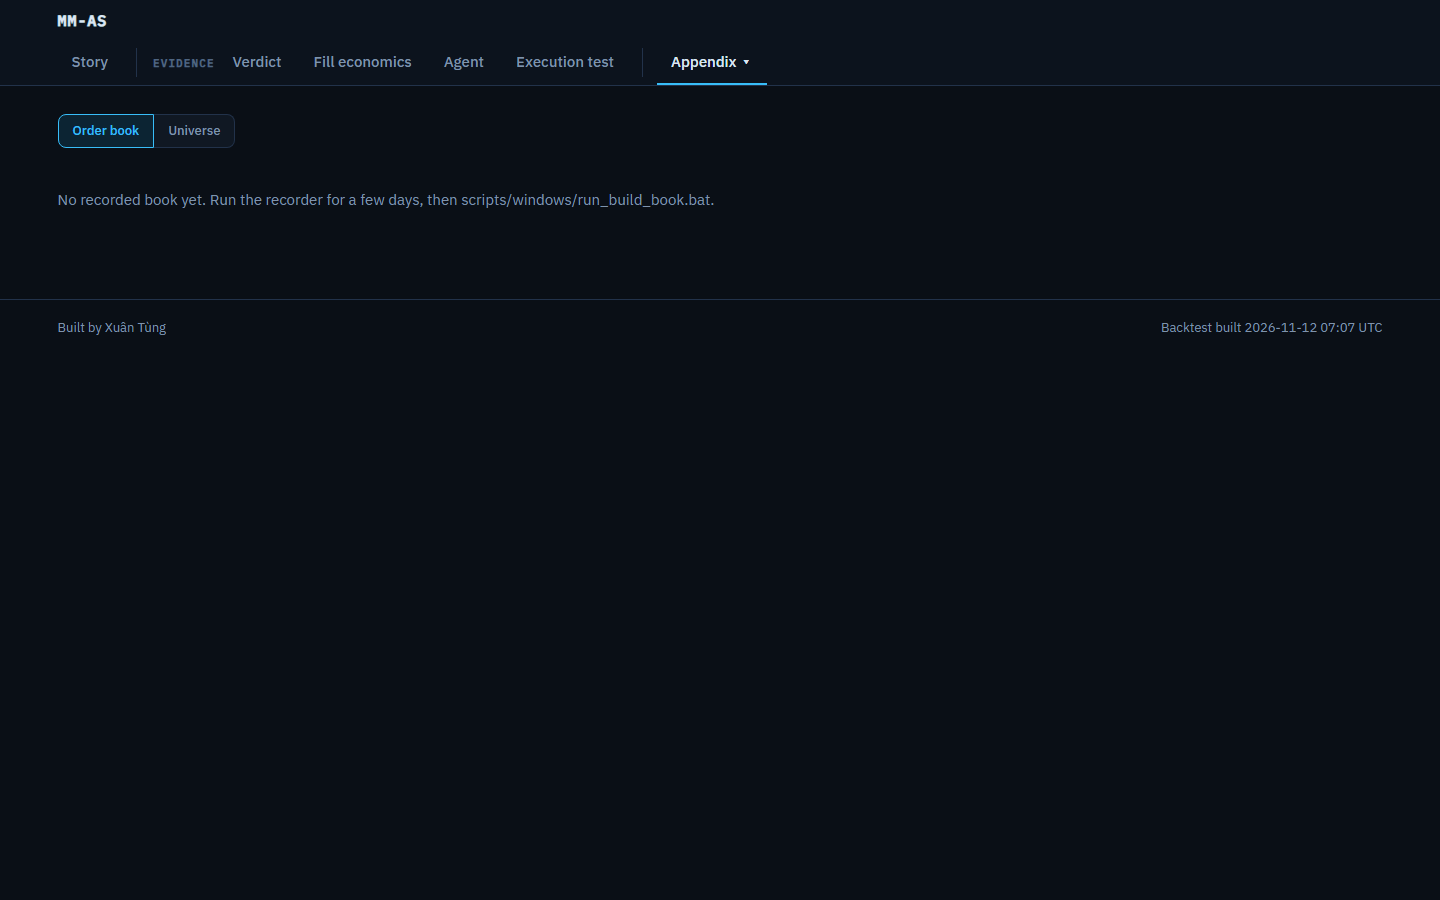 MM-AS
Story EVIDENCE Verdict Fill economics Agent Execution test Appendix ▾
Order book Universe
No recorded book yet. Run the recorder for a few days, then scripts/windows/run_build_book.bat.
Built by Xuân Tùng Backtest built 2026-11-12 07:07 UTC